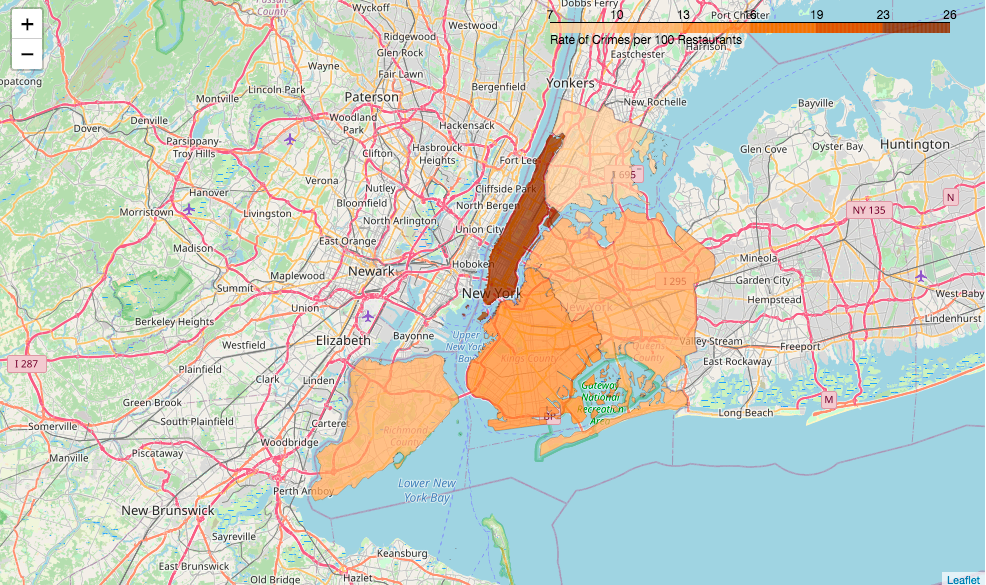 +
−
7 10 13 16 19 23 26
Rate of Crimes per 100 Restaurants
Dobbs Ferry
Port Chester
Wyckoff
County
Westwood
Ridgewood
Glen Rock
Harrison
Eastchester
Wayne
Fair Lawn
opatcong
Yonkers
Bergenfield
Lincoln Park
Paterson
Montville
New Rochelle
Bayville
Denville
Woodland
Park
Hackensack
Dover
Parsippany-
Troy Hills
Clifton
Hasbrouck
Heights
Fort Lee
Glen Cove
Oyster Bay
Huntington
I 695
Verona
Nutley
Cliffside Park
Hanover
Bloomfield
North Bergen
N
Morristown
Livingston
North Arlington
Union City
NY 135
East Orange
Madison
Mineola
Maplewood
Newark
Hoboken
Garden City
I 295
Summit
New York
Hempstead
West Baby
Union
Berkeley Heights
Bayonne
Upper
New York
Bay
New York
Lindenhurst
Elizabeth
Westfield
Valley Stream
Freeport
Kings County
Queens
County
East Rockaway
I 287
Plainfield
Clark
Linden
Gateway
National
Recreation
Area
Green Brook
Carteret
M
Long Beach
South Plainfield
BP
Somerville
Richmond
County
Woodbridge
Piscataway
Manville
Lower New
York Bay
Perth Amboy
New Brunswick
Sayreville
Keansburg
East Brunswick
Old Bridge
Hazlet
Leaflet